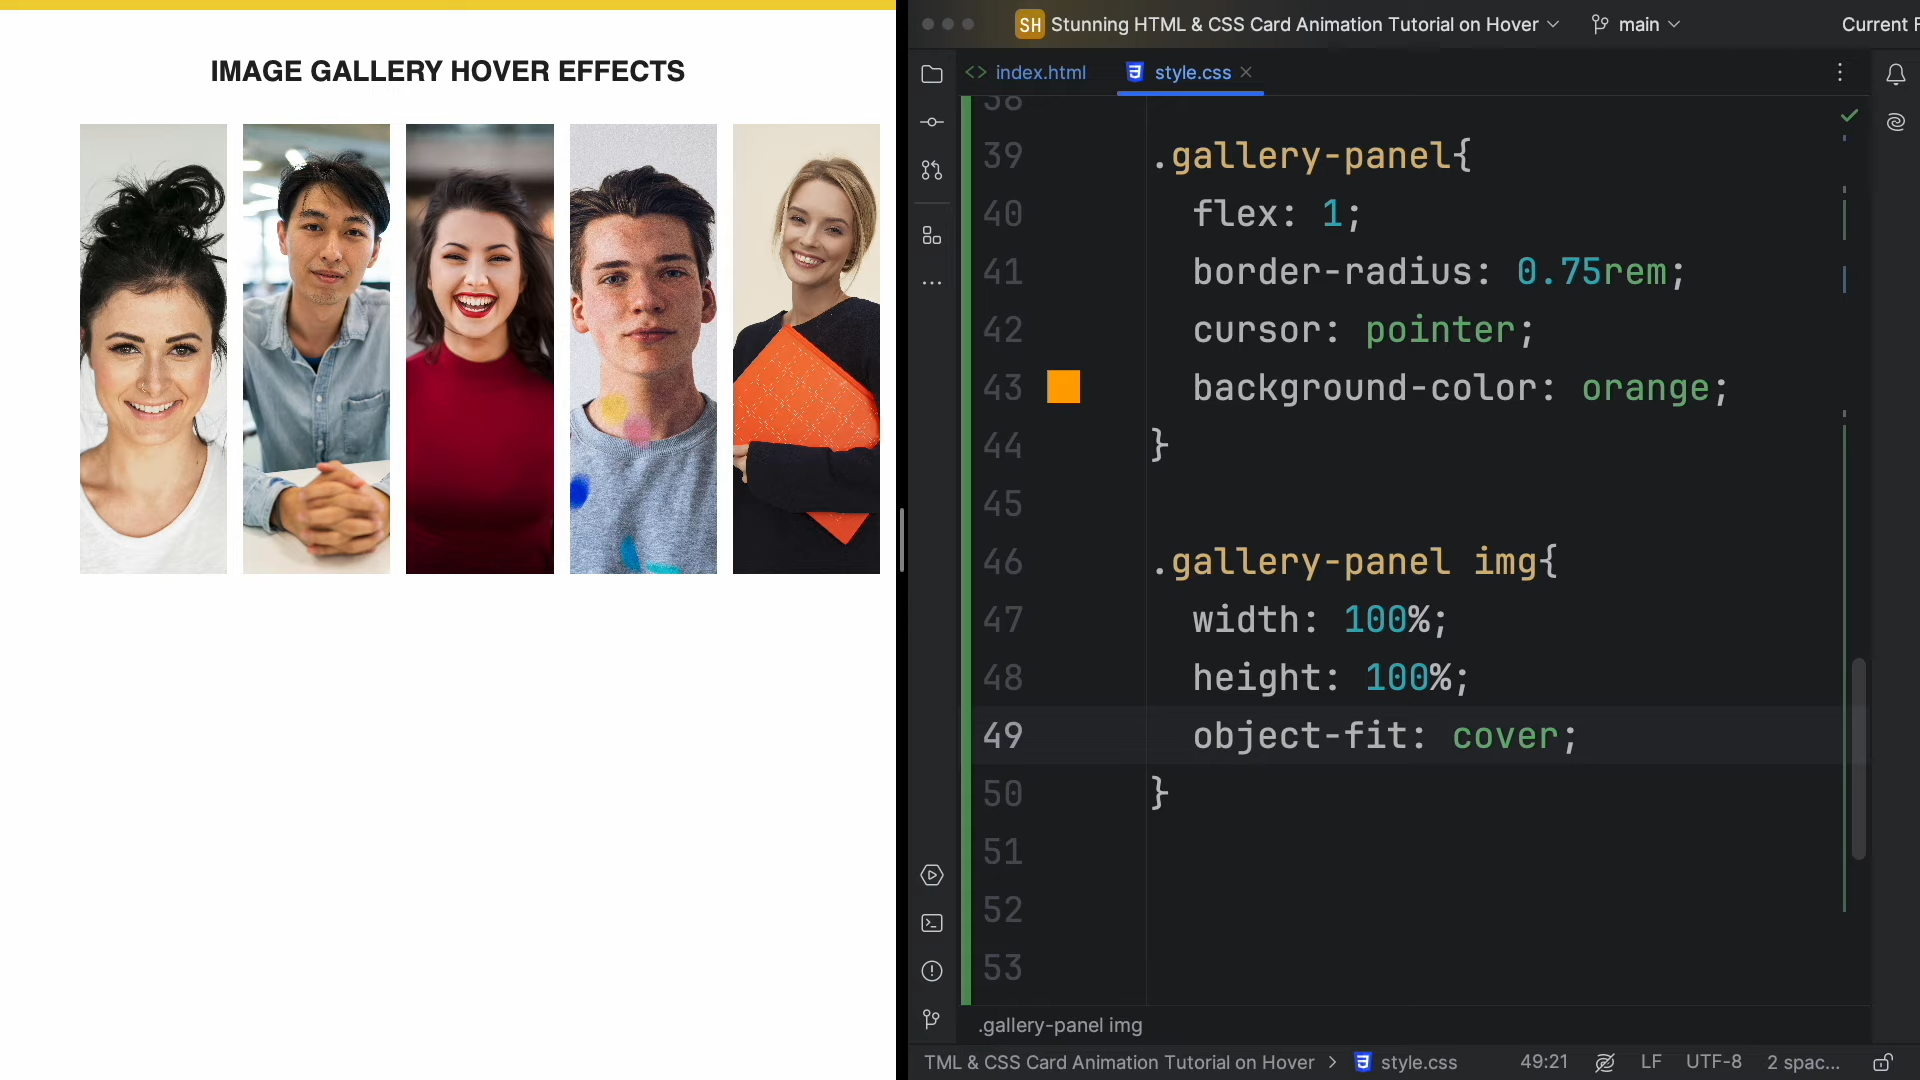 IMAGE GALLERY HOVER EFFECTS
SH Stunning HTML & CSS Card Animation Tutorial on Hover
main
Current F
index.html
style.css
38
39 .gallery-panel{
40 flex: 1;
41 border-radius: 0.75rem;
42 cursor: pointer;
43 background-color: orange;
44 }
45
46 .gallery-panel img{
47 width: 100%;
48 height: 100%;
49 object-fit: cover;
50 }
51
52
53
.gallery-panel img
TML & CSS Card Animation Tutorial on Hover > style.css 49:21 LF UTF-8 2 spac...